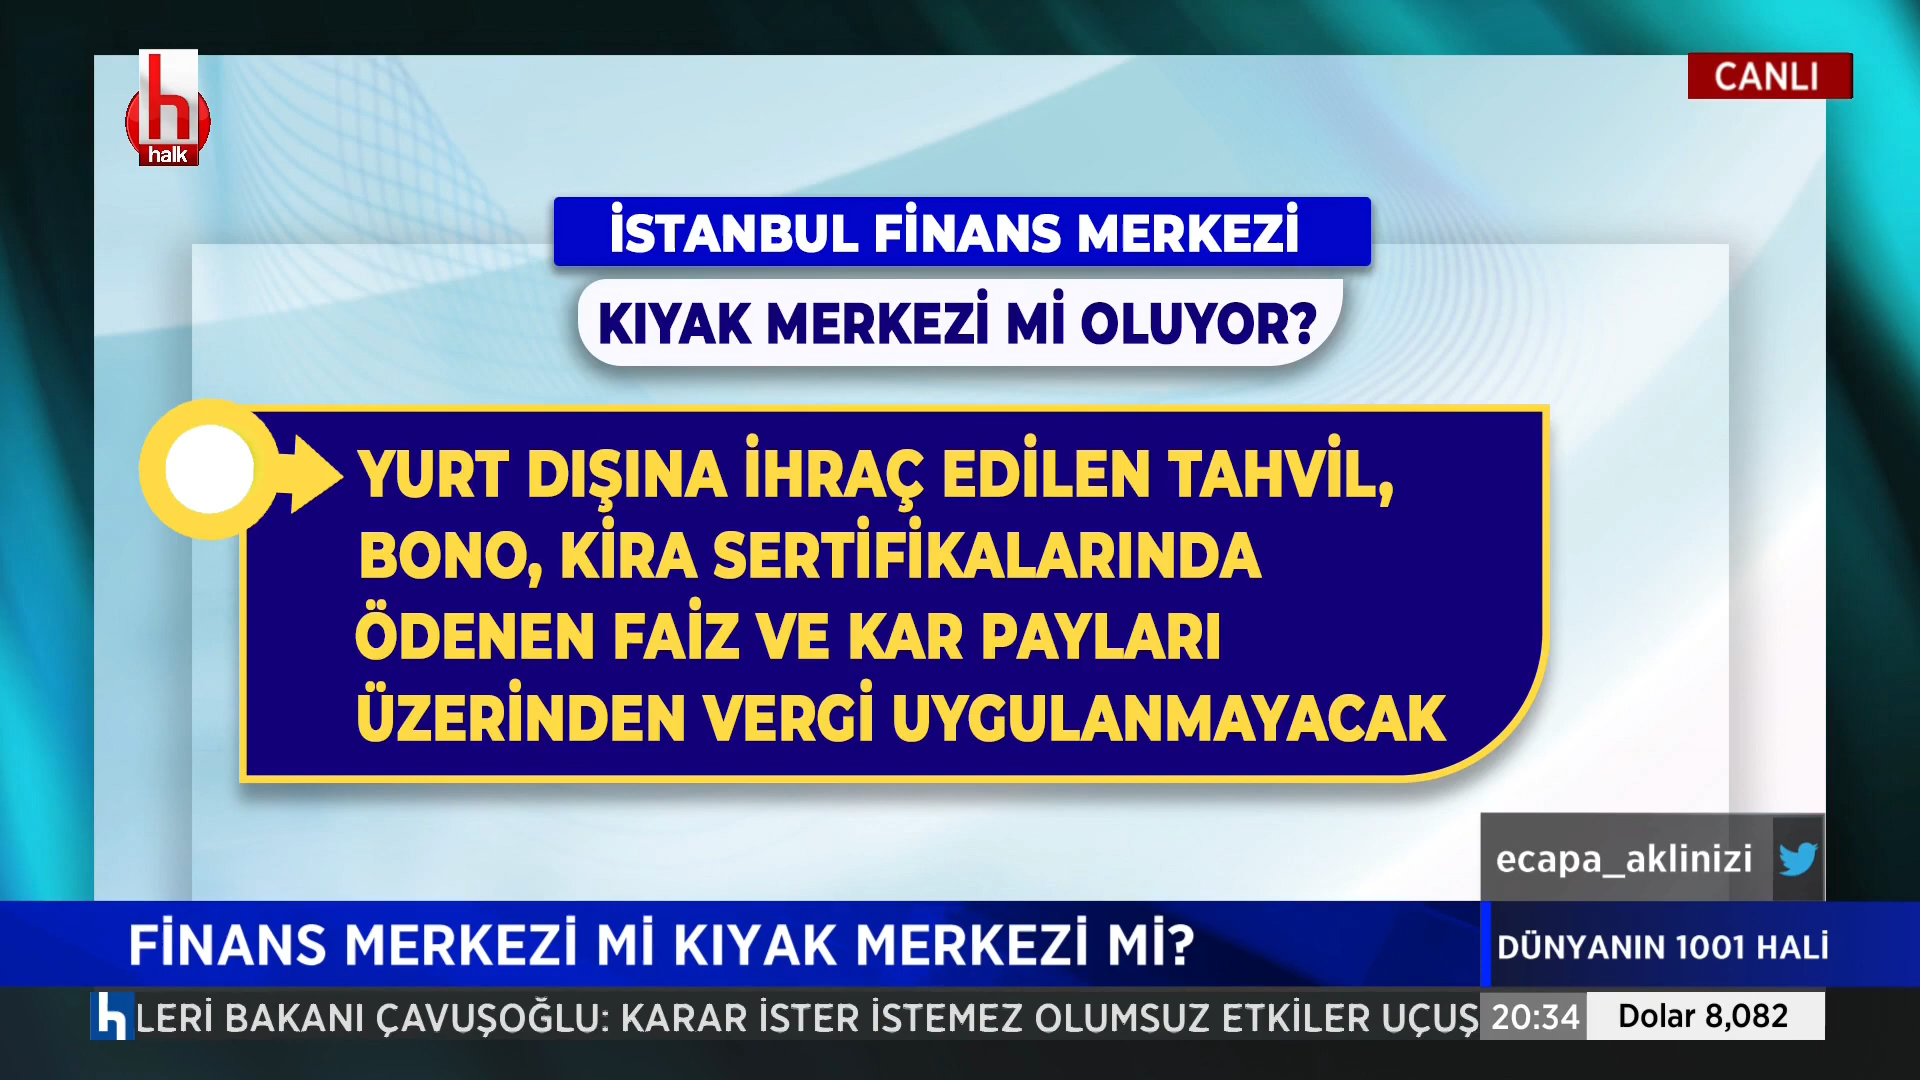 h
halk
CANLI
İSTANBUL FİNANS MERKEZİ
KIYAK MERKEZİ Mİ OLUYOR?
YURT DIŞINA İHRAÇ EDİLEN TAHVİL,
BONO, KİRA SERTİFİKALARINDA
ÖDENEN FAİZ VE KAR PAYLARI
ÜZERİNDEN VERGİ UYGULANMAYACAK
ecapa_aklinizi
FİNANS MERKEZİ Mİ KIYAK MERKEZİ Mİ?
DÜNYANIN 1001 HALİ
h LERİ BAKANI ÇAVUŞOĞLU: KARAR İSTER İSTEMEZ OLUMSUZ ETKİLER UÇUŞ
20:34
Dolar 8,082